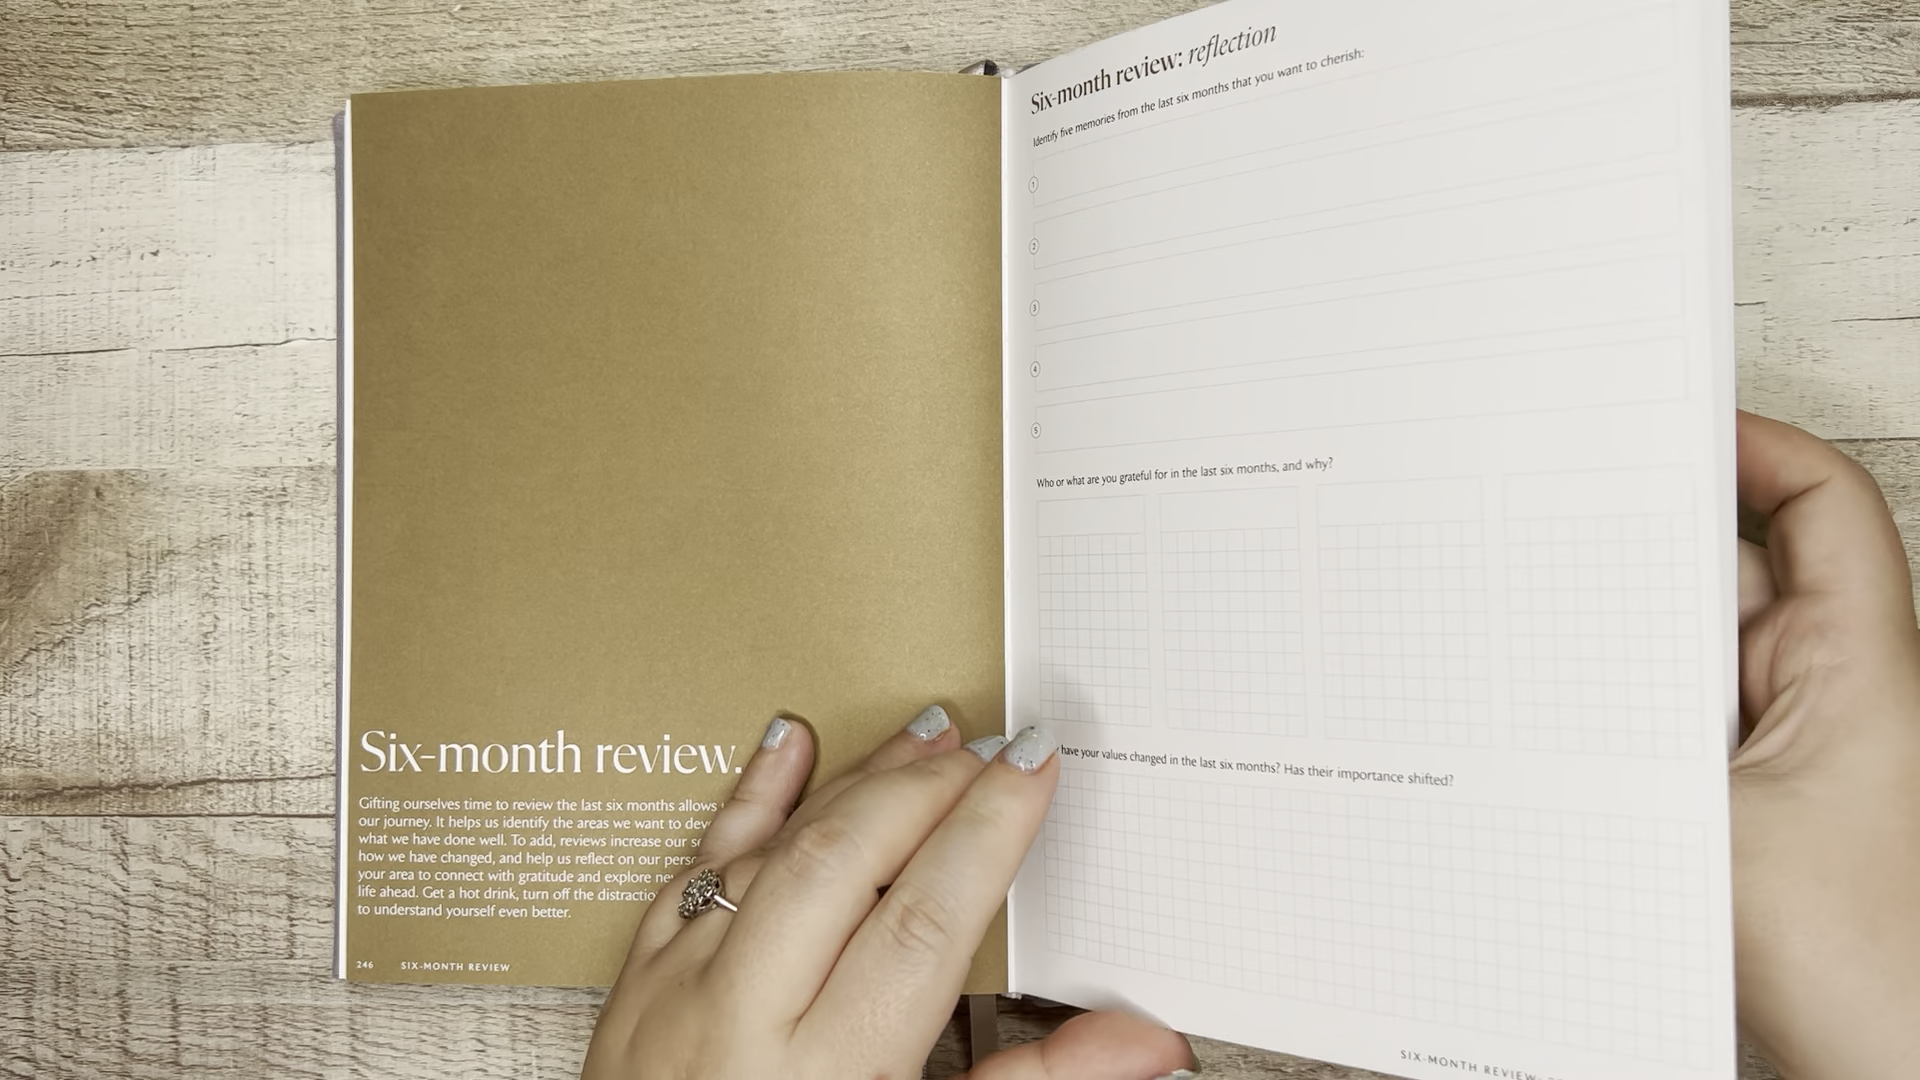 Six-month review.
Gifting ourselves time to review the last six months allows
our journey. It helps us identify the areas we want to
what we have done well. To add, reviews increase our
how we have changed, and help us reflect on our
your area to connect with gratitude and explore
life ahead. Get a hot drink, turn off the
to understand yourself even better.
246 SIX-MONTH REVIEW
Six-month review: reflection
Identify five memories from the last six months that you want to cherish:
1
2
3
4
5
Who or what are you grateful for in the last six months, and why?
have your values changed in the last six months? Has their importance shifted?
SIX-MONTH REVIEW: